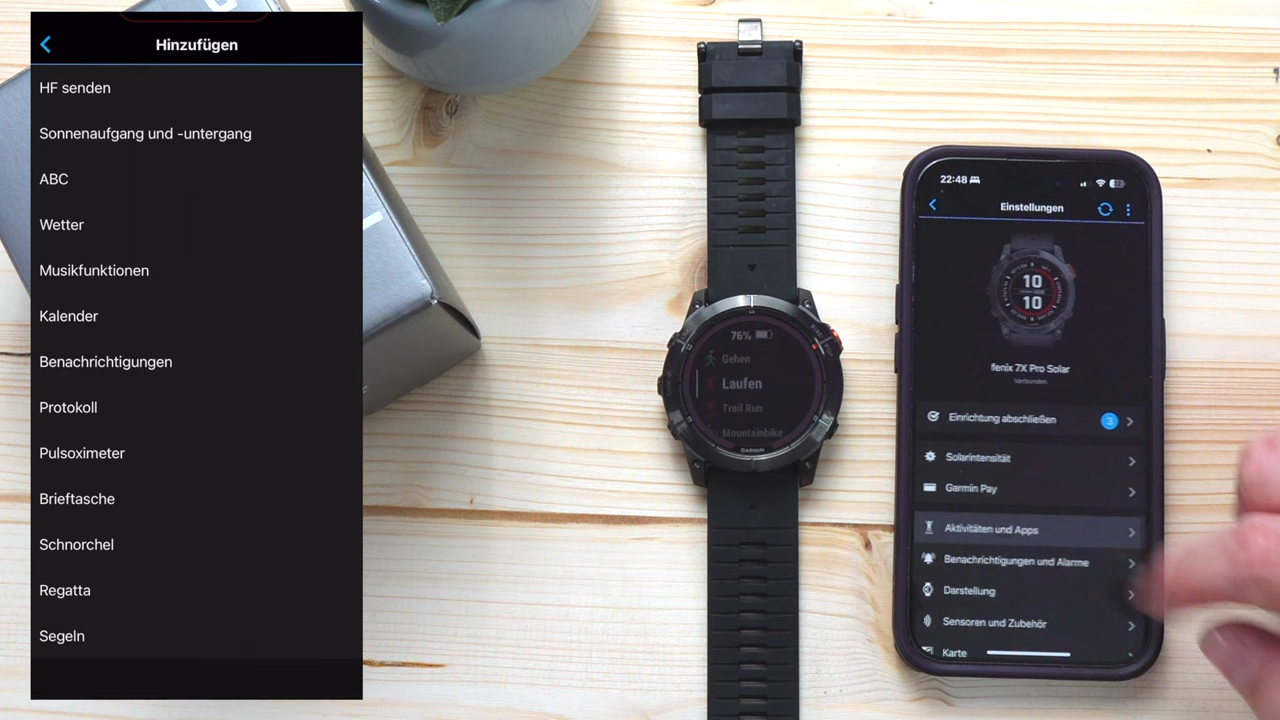 Hinzufügen
HF senden
Sonnenaufgang und -untergang
ABC
Wetter
Musikfunktionen
Kalender
Benachrichtigungen
Protokoll
Pulsoximeter
Brieftasche
Schnorchel
Regatta
Segeln
76%
Gehen
Laufen
Trail Run
Mountainbike
GARMIN
22:48
Einstellungen
10
10
fenix 7X Pro Solar
Verbunden
Einrichtung abschließen
3
Solarintensität
Garmin Pay
Aktivitäten und Apps
Benachrichtigungen und Alarme
Darstellung
Sensoren und Zubehör
Karte